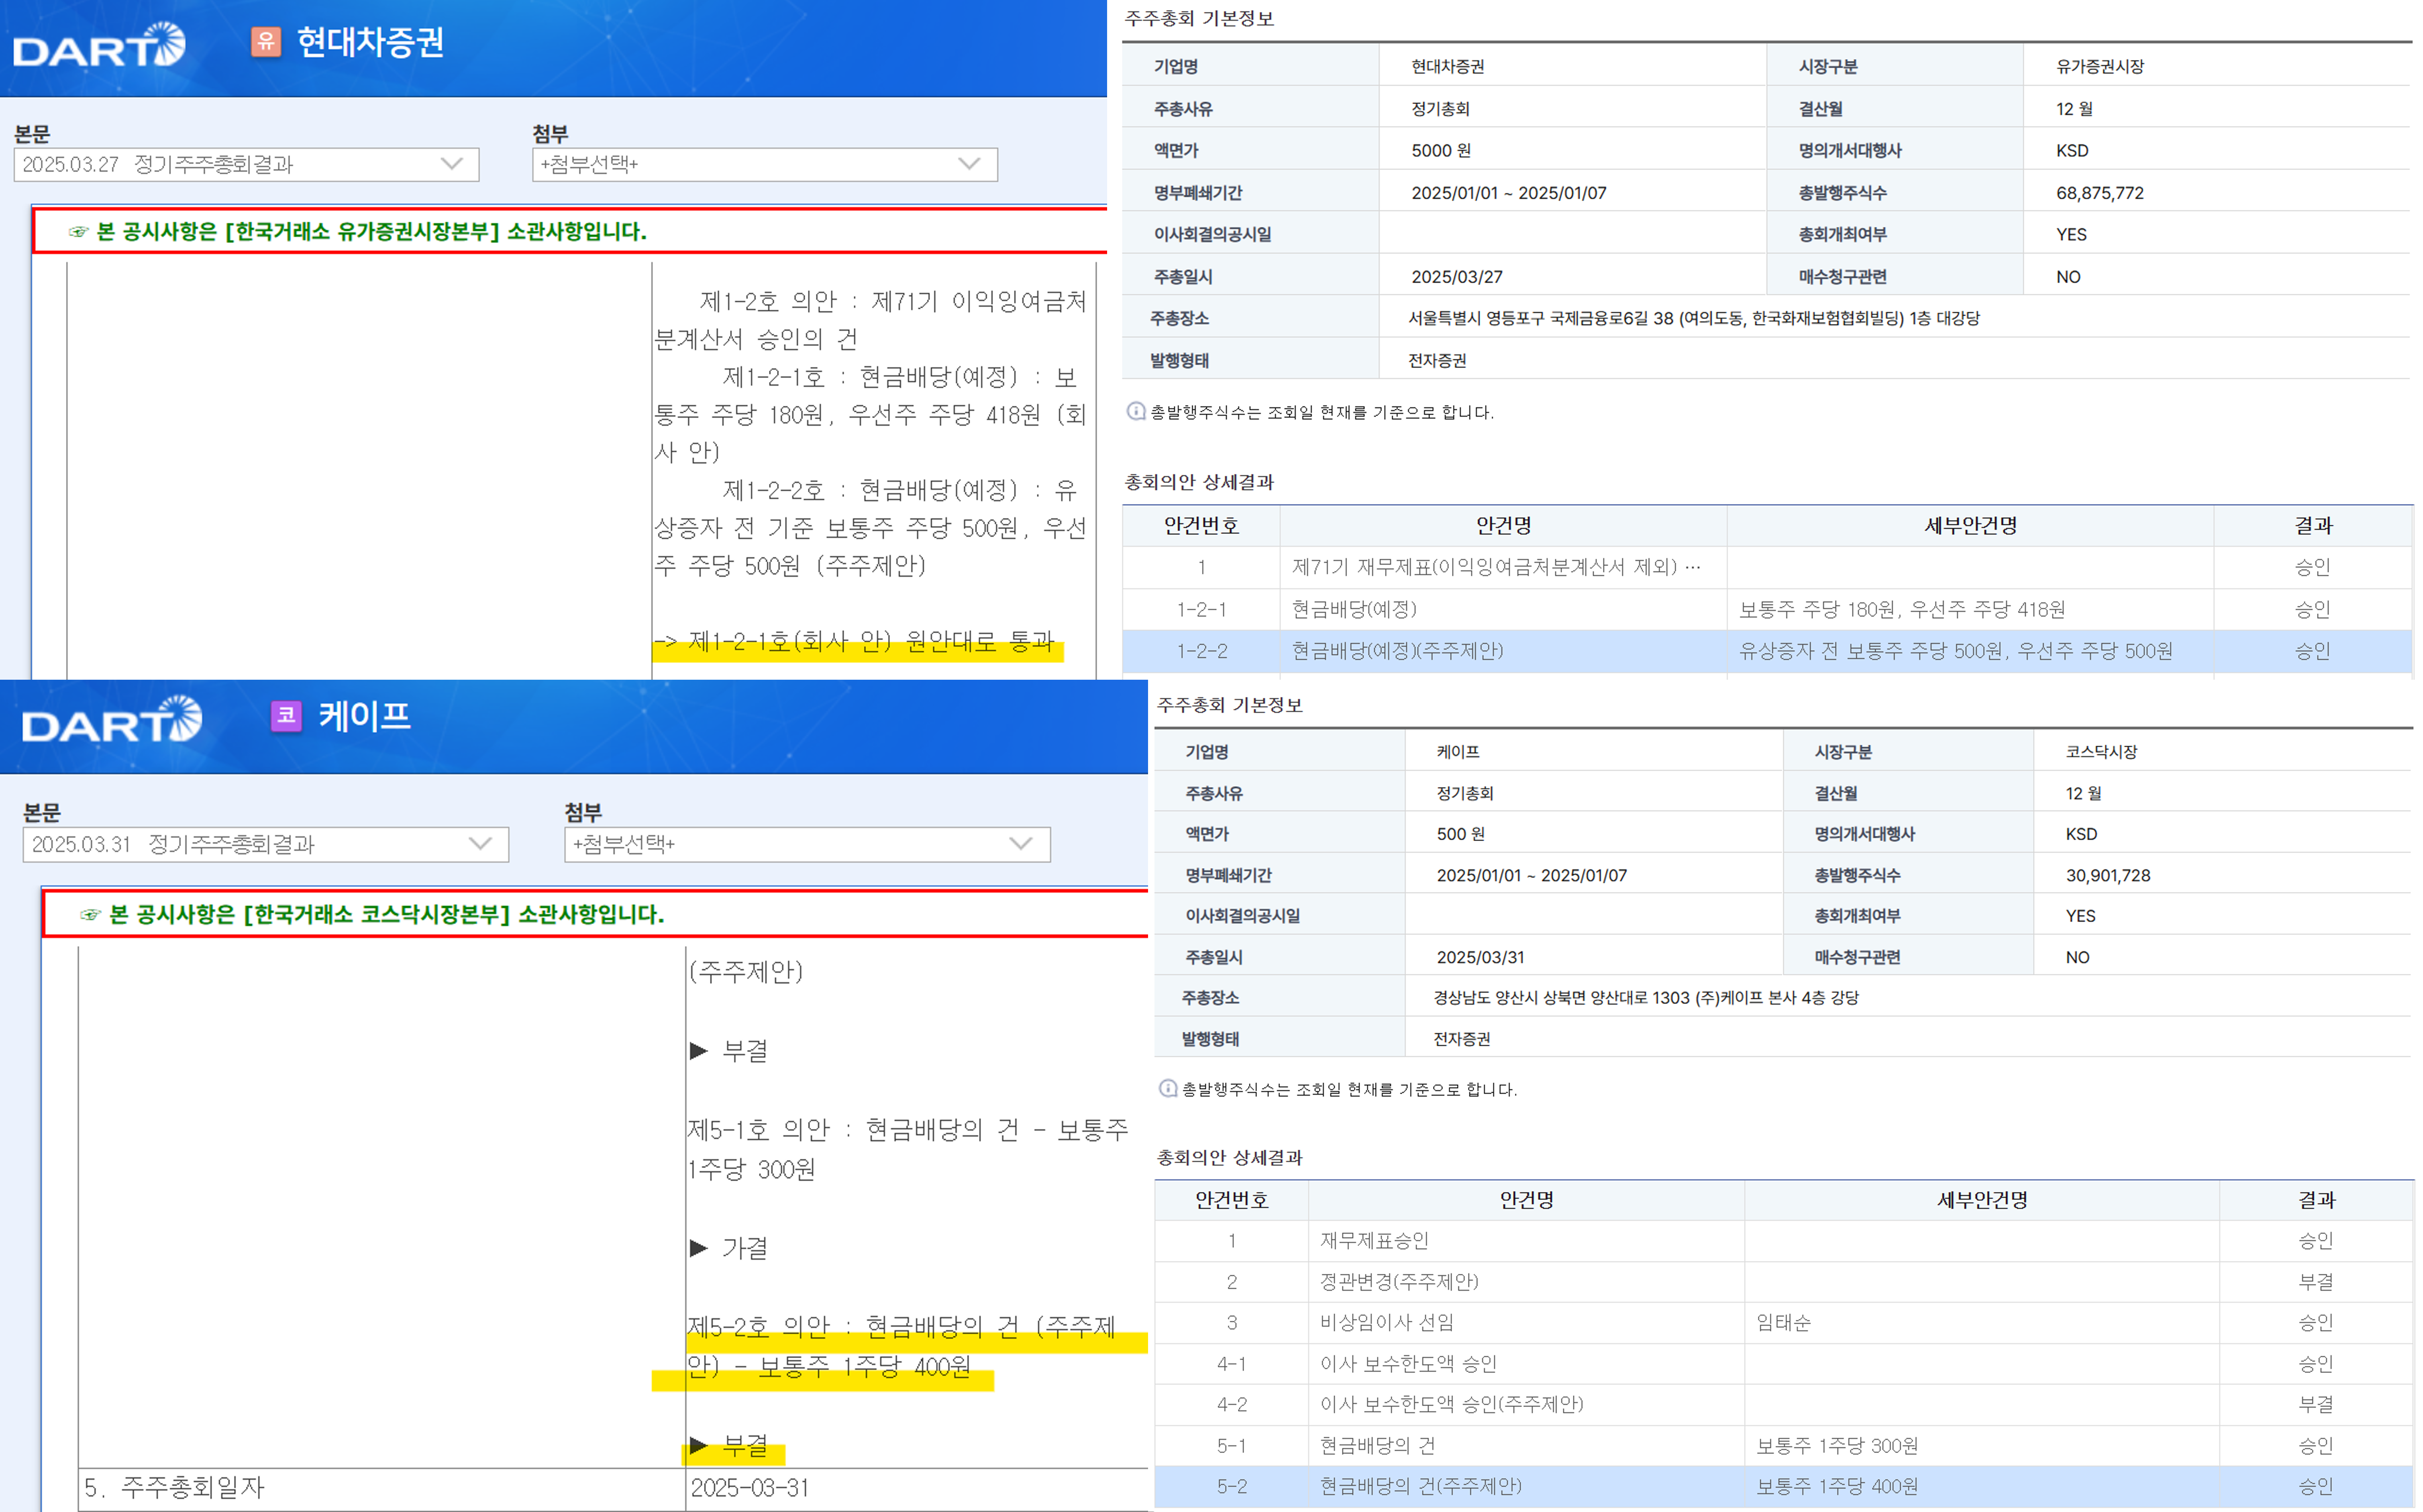 DART 유 현대차증권
본문
2025.03.27 정기주주총회결과
첨부
+첨부선택+
☞ 본 공시사항은 [한국거래소 유가증권시장본부] 소관사항입니다.
제1-2호 의안 : 제71기 이익잉여금처
분계산서 승인의 건
제1-2-1호 : 현금배당(예정) : 보
통주 주당 180원, 우선주 주당 418원 (회
사 안)
제1-2-2호 : 현금배당(예정) : 유
상증자 전 기준 보통주 주당 500원, 우선
주 주당 500원 (주주제안)
-> 제1-2-1호(회사 안) 원안대로 통과
주주총회 기본정보
기업명 현대차증권 시장구분 유가증권시장
주총사유 정기총회 결산월 12 월
액면가 5000 원 명의개서대행사 KSD
명부폐쇄기간 2025/01/01 ~ 2025/01/07 총발행주식수 68,875,772
이사회결의공시일 총회개최여부 YES
주총일시 2025/03/27 매수청구관련 NO
주총장소 서울특별시 영등포구 국제금융로6길 38 (여의도동, 한국화재보험협회빌딩) 1층 대강당
발행형태 전자증권
총발행주식수는 조회일 현재를 기준으로 합니다.
총회의안 상세결과
안건번호 안건명 세부안건명 결과
1 제71기 재무제표(이익잉여금처분계산서 제외) … 승인
1-2-1 현금배당(예정) 보통주 주당 180원, 우선주 주당 418원 승인
1-2-2 현금배당(예정)(주주제안) 유상증자 전 보통주 주당 500원, 우선주 주당 500원 승인
DART 코 케이프
본문
2025.03.31 정기주주총회결과
첨부
+첨부선택+
☞ 본 공시사항은 [한국거래소 코스닥시장본부] 소관사항입니다.
(주주제안)
▶ 부결
제5-1호 의안 : 현금배당의 건 - 보통주
1주당 300원
▶ 가결
제5-2호 의안 : 현금배당의 건 (주주제
안) - 보통주 1주당 400원
▶ 부결
5. 주주총회일자 2025-03-31
주주총회 기본정보
기업명 케이프 시장구분 코스닥시장
주총사유 정기총회 결산월 12 월
액면가 500 원 명의개서대행사 KSD
명부폐쇄기간 2025/01/01 ~ 2025/01/07 총발행주식수 30,901,728
이사회결의공시일 총회개최여부 YES
주총일시 2025/03/31 매수청구관련 NO
주총장소 경상남도 양산시 상북면 양산대로 1303 (주)케이프 본사 4층 강당
발행형태 전자증권
총발행주식수는 조회일 현재를 기준으로 합니다.
총회의안 상세결과
안건번호 안건명 세부안건명 결과
1 재무제표승인 승인
2 정관변경(주주제안) 부결
3 비상임이사 선임 임태순 승인
4-1 이사 보수한도액 승인 승인
4-2 이사 보수한도액 승인(주주제안) 부결
5-1 현금배당의 건 보통주 1주당 300원 승인
5-2 현금배당의 건(주주제안) 보통주 1주당 400원 승인